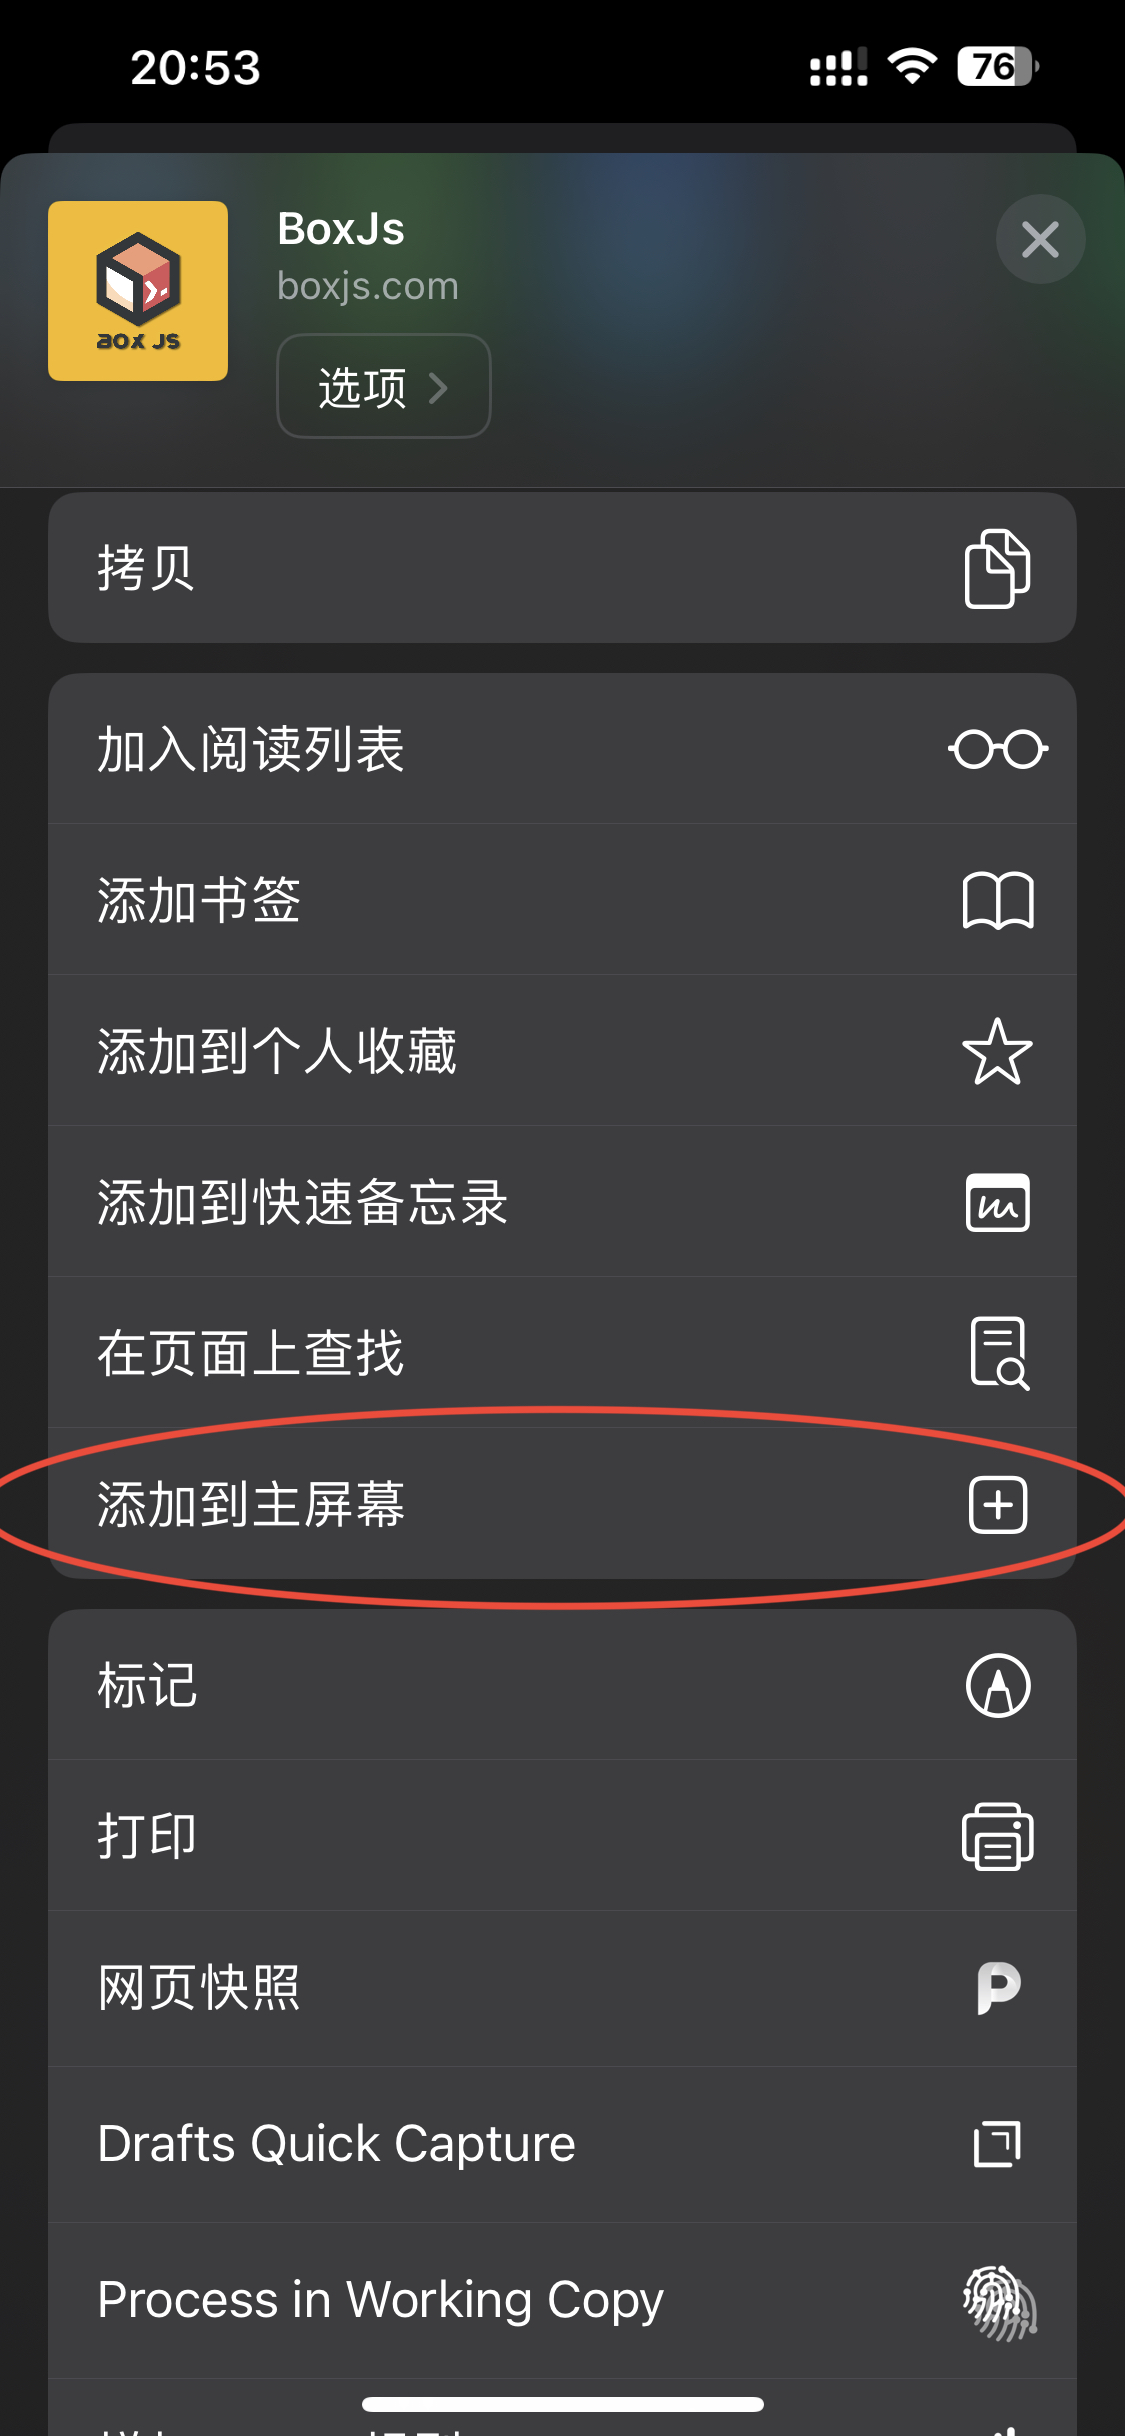 20:53
76
BoxJs
boxjs.com
BOX JS
选项
拷贝
加入阅读列表
添加书签
添加到个人收藏
添加到快速备忘录
在页面上查找
添加到主屏幕
标记
打印
网页快照
Drafts Quick Capture
Process in Working Copy